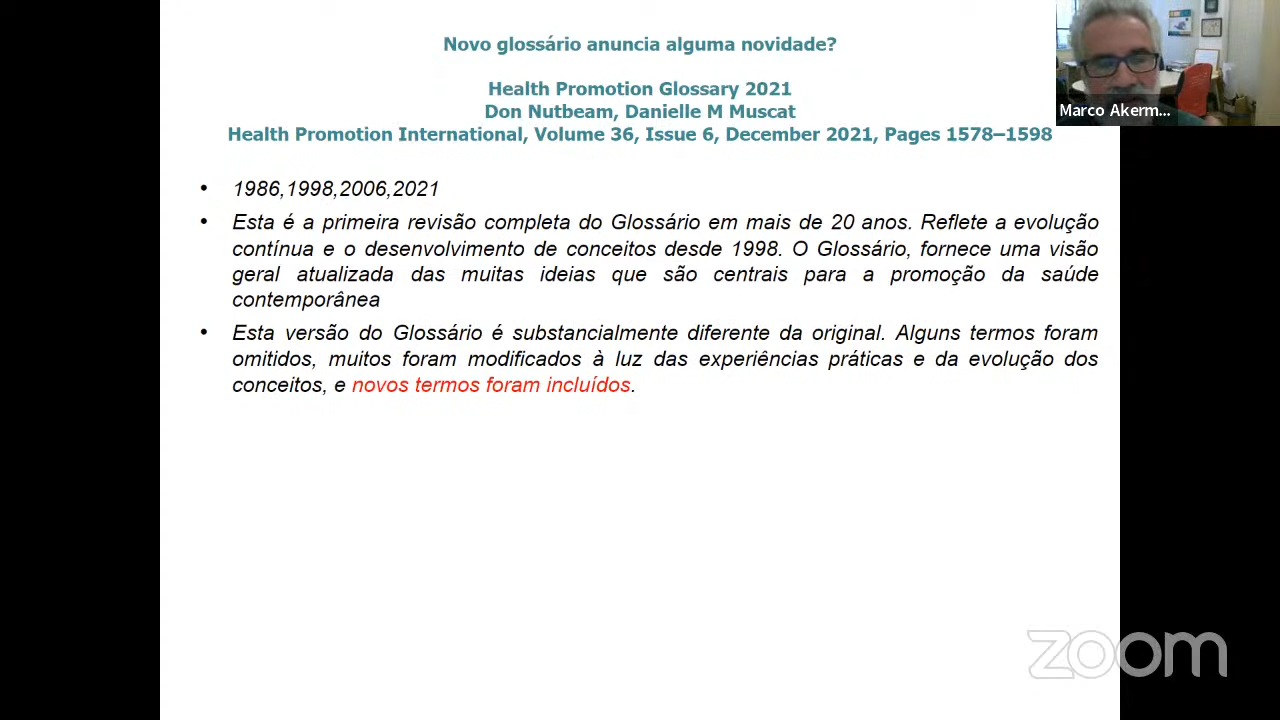 Novo glossário anuncia alguma novidade?
Health Promotion Glossary 2021
Don Nutbeam, Danielle M Muscat
Health Promotion International, Volume 36, Issue 6, December 2021, Pages 1578–1598
Marco Akerm...
• 1986,1998,2006,2021
• Esta é a primeira revisão completa do Glossário em mais de 20 anos. Reflete a evolução
contínua e o desenvolvimento de conceitos desde 1998. O Glossário, fornece uma visão
geral atualizada das muitas ideias que são centrais para a promoção da saúde
contemporânea
• Esta versão do Glossário é substancialmente diferente da original. Alguns termos foram
omitidos, muitos foram modificados à luz das experiências práticas e da evolução dos
conceitos, e novos termos foram incluídos.
zoom